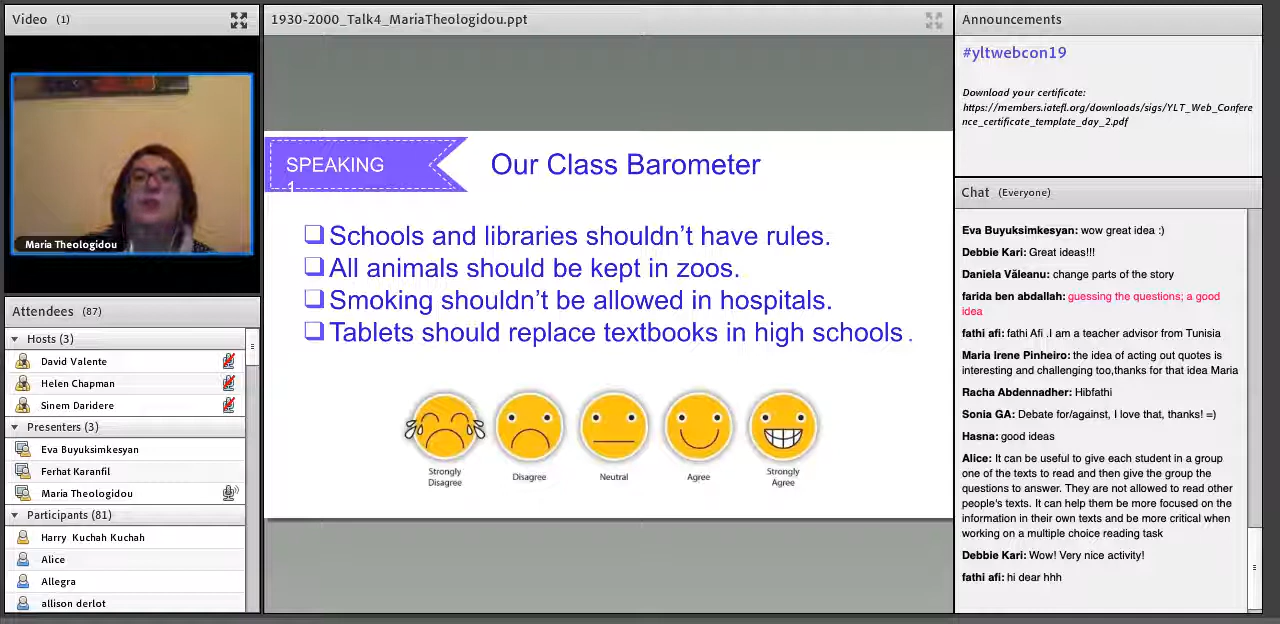 Video (1)
Maria Theologidou
Attendees (87)
Hosts (3)
David Valente
Helen Chapman
Sinem Daridere
Presenters (3)
Eva Buyuksimkesyan
Ferhat Karanfil
Maria Theologidou
Participants (81)
Harry Kuchah Kuchah
Alice
Allegra
allison derlot
1930-2000_Talk4_MariaTheologidou.ppt
SPEAKING
1
Our Class Barometer
Schools and libraries shouldn't have rules.
All animals should be kept in zoos.
Smoking shouldn't be allowed in hospitals.
Tablets should replace textbooks in high schools .
Strongly
Disagree
Disagree
Neutral
Agree
Strongly
Agree
Announcements
#yltwebcon19
Download your certificate:
https://members.iatefl.org/downloads/sigs/YLT_Web_Confere
nce_certificate_template_day_2.pdf
Chat (Everyone)
Eva Buyuksimkesyan: wow great idea :)
Debbie Kari: Great ideas!!!
Daniela Văleanu: change parts of the story
farida ben abdallah: guessing the questions; a good
idea
fathi afi: fathi Afi .I am a teacher advisor from Tunisia
Maria Irene Pinheiro: the idea of acting out quotes is
interesting and challenging too,thanks for that idea Maria
Racha Abdennadher: Hibfathi
Sonia GA: Debate for/against, I love that, thanks! =)
Hasna: good ideas
Alice: It can be useful to give each student in a group
one of the texts to read and then give the group the
questions to answer. They are not allowed to read other
people's texts. It can help them be more focused on the
information in their own texts and be more critical when
working on a multiple choice reading task
Debbie Kari: Wow! Very nice activity!
fathi afi: hi dear hhh